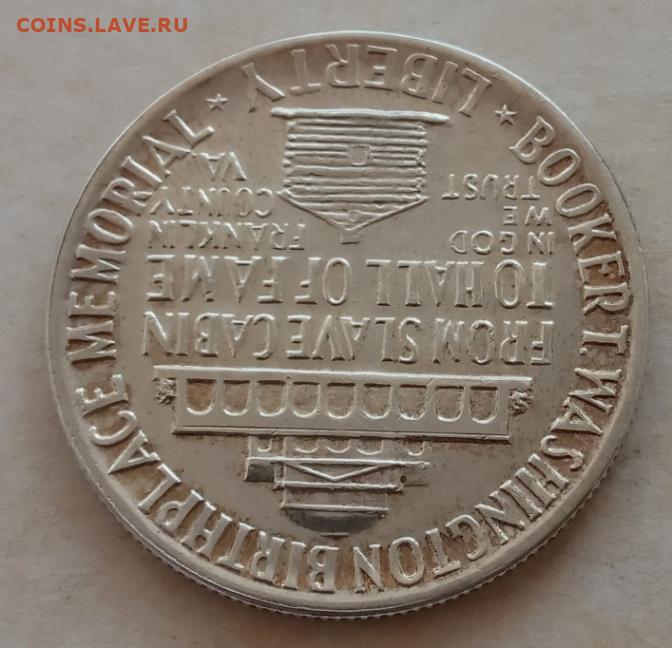 COINS.LAVE.RU
BOOKER T. WASHINGTON BIRTHPLACE MEMORIAL
★ LIBERTY ★
FROM SLAVE CABIN
TO HALL OF FAME
IN GOD
WE
TRUST
FRANKLIN
COUNTY
VA.